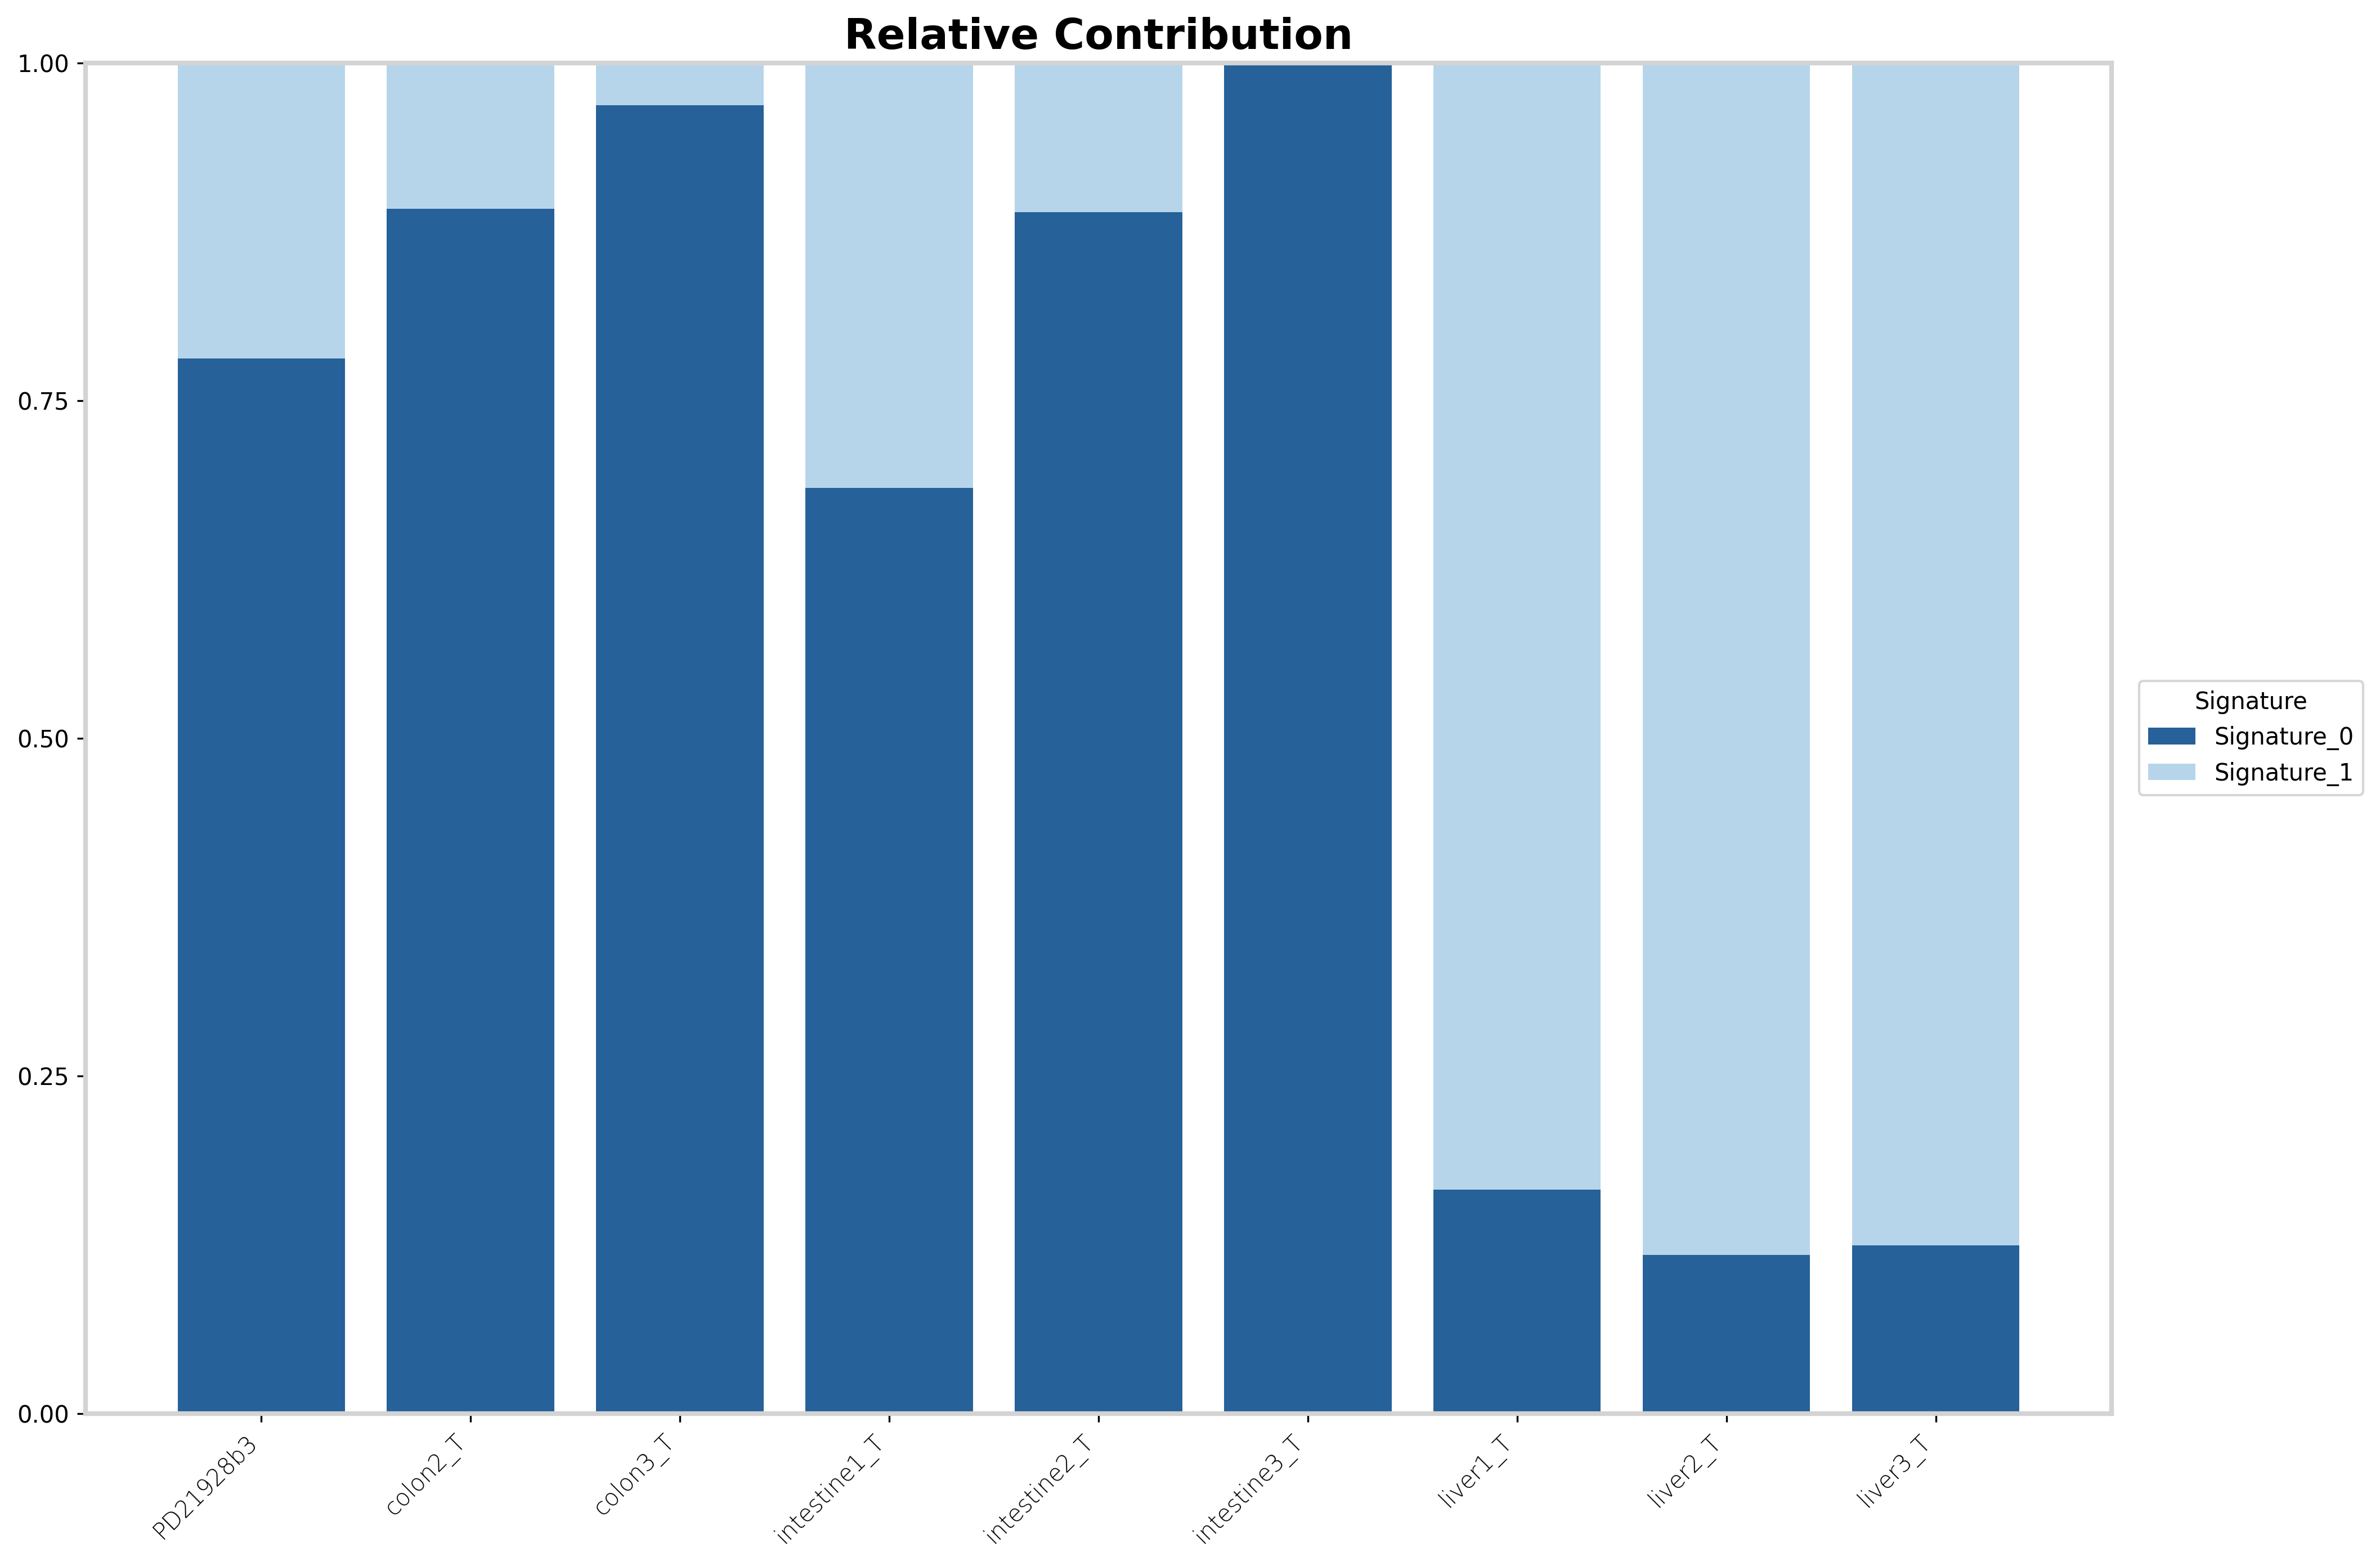 Relative Contribution
1.00
0.75
0.50
0.25
0.00
PD21928b3
colon2_T
colon3_T
intestine1_T
intestine2_T
intestine3_T
liver1_T
liver2_T
liver3_T
Signature
Signature_0
Signature_1